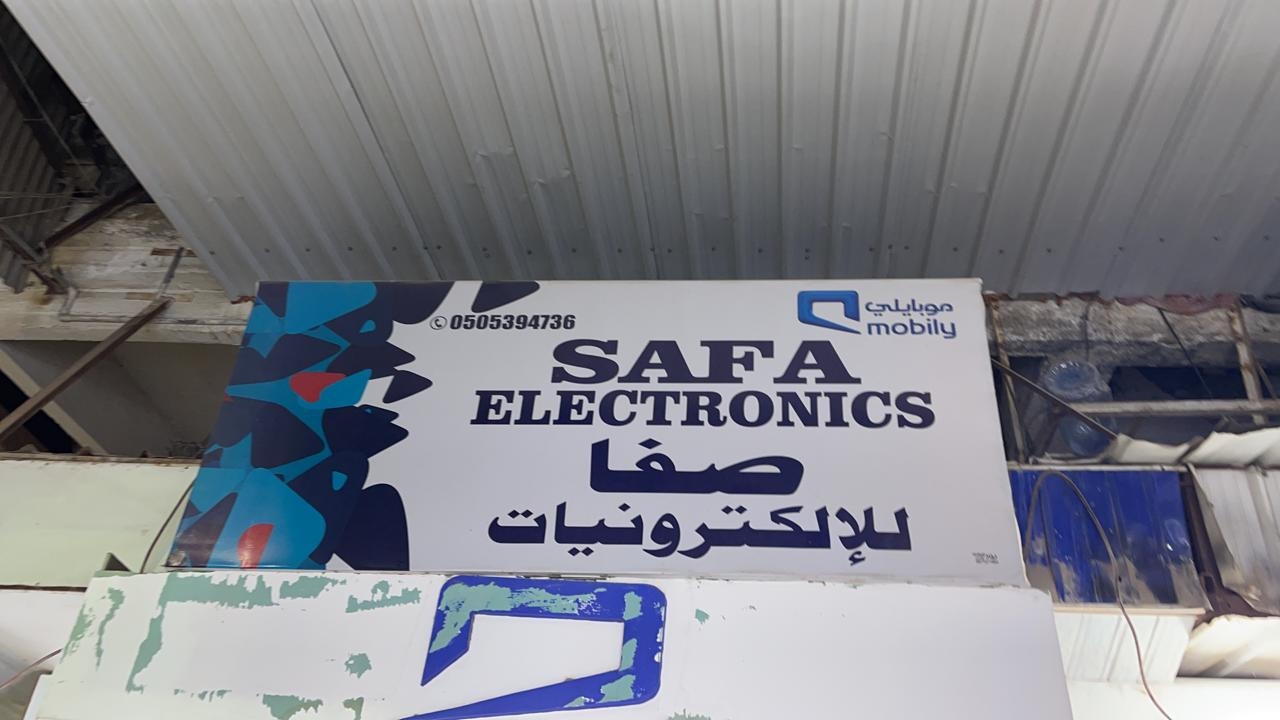 0505394736
موبايلي
mobily
SAFA
ELECTRONICS
صفا
للإلكترونيات